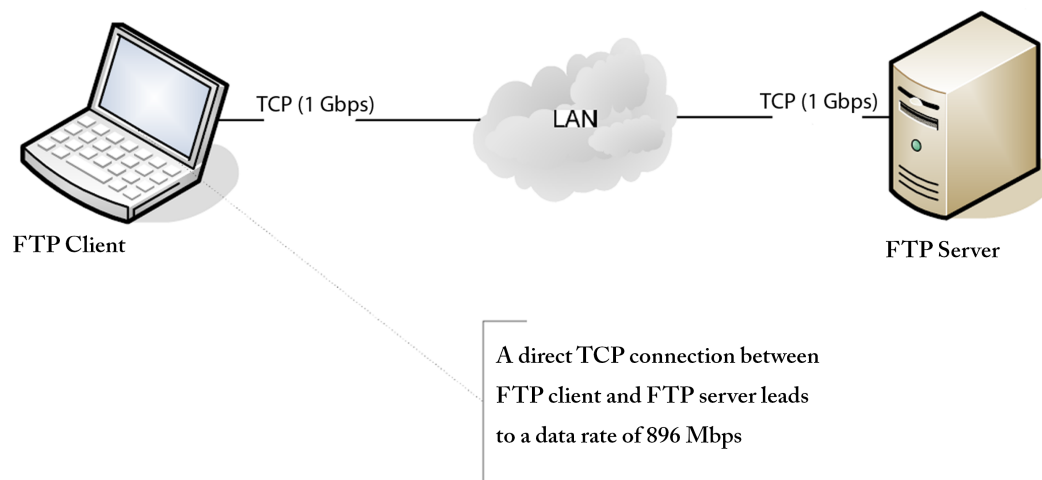 TCP (1 Gbps)
LAN
TCP (1 Gbps)
FTP Client
FTP Server
A direct TCP connection between
FTP client and FTP server leads
to a data rate of 896 Mbps